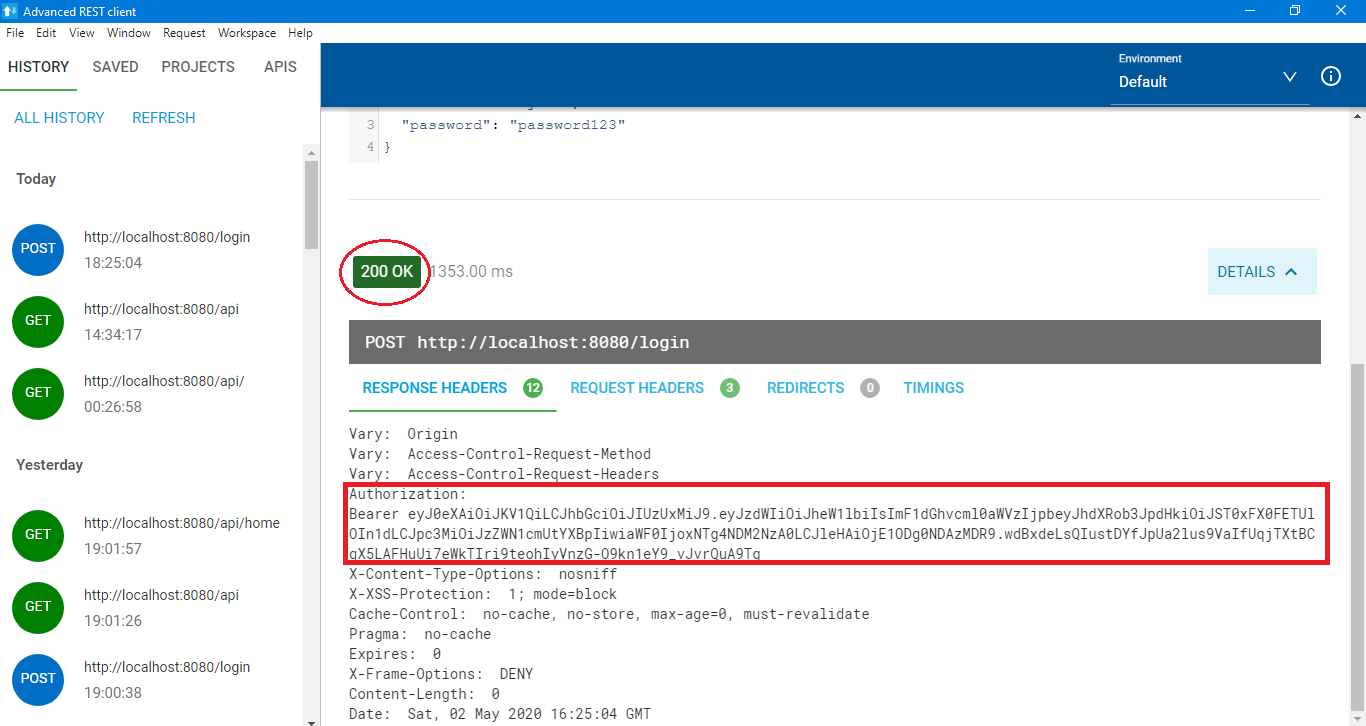 Advanced REST client
File Edit View Window Request Workspace Help
HISTORY SAVED PROJECTS APIS
ALL HISTORY REFRESH
Today
POST http://localhost:8080/login
18:25:04
GET http://localhost:8080/api
14:34:17
GET http://localhost:8080/api/
00:26:58
Yesterday
GET http://localhost:8080/api/home
19:01:57
GET http://localhost:8080/api
19:01:26
POST http://localhost:8080/login
19:00:38
Environment
Default
3 "password": "password123"
4 }
200 OK 1353.00 ms
DETAILS
POST http://localhost:8080/login
RESPONSE HEADERS 12 REQUEST HEADERS 3 REDIRECTS 0 TIMINGS
Vary: Origin
Vary: Access-Control-Request-Method
Vary: Access-Control-Request-Headers
Authorization:
Bearer eyJ0eXAiOiJKV1QiLCJhbGciOiJIUzUxMiJ9.eyJzdWIiOiJheW1lbiIsImF1dGhvcml0aWVzIjpbeyJhdXRob3JpdHkiOiJST0xFX0FETUl
OIn1dLCJpc3MiOiJzZWN1cmUtYXBpIiwiaWF0IjoxNTg4NDM2NzA0LCJleHAiOjE1ODg0NDAzMDR9.wdBxdeLsQIustDYfJpUa2lus9VaIfUqjTXtBC
gX5LAFHuUi7eWkTIri9teohIyVnzG-O9kn1eY9_vJvrQuA9Tg
X-Content-Type-Options: nosniff
X-XSS-Protection: 1; mode=block
Cache-Control: no-cache, no-store, max-age=0, must-revalidate
Pragma: no-cache
Expires: 0
X-Frame-Options: DENY
Content-Length: 0
Date: Sat, 02 May 2020 16:25:04 GMT